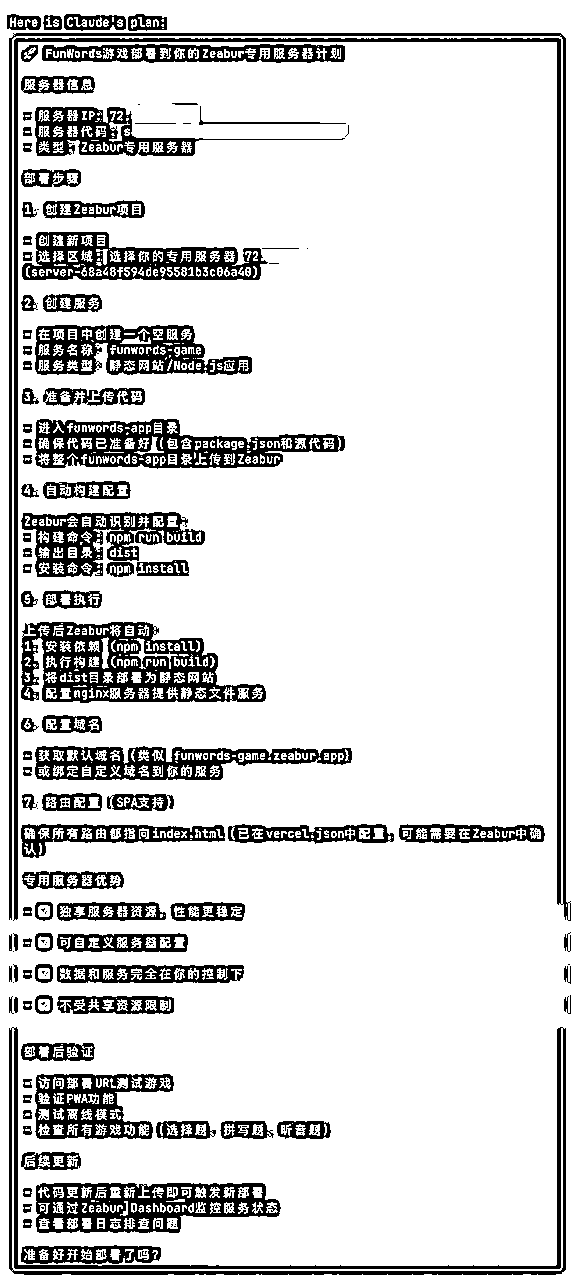 Here is Claude's plan:
🚀 FunWords游戏部署到你的Zeabur专用服务器计划
服务器信息
- 服务器IP: 72.
- 服务器代码: s
- 类型: Zeabur专用服务器
部署步骤
1. 创建Zeabur项目
- 创建新项目
- 选择区域: 选择你的专用服务器 72.
(server-68a48f594de95581b3c06a40)
2. 创建服务
- 在项目中创建一个空服务
- 服务名称: funwords-game
- 服务类型: 静态网站/Node.js应用
3. 准备并上传代码
- 进入funwords-app目录
- 确保代码已准备好 (包含package.json和源代码)
- 将整个funwords-app目录上传到Zeabur
4. 自动构建配置
Zeabur会自动识别并配置:
- 构建命令: npm run build
- 输出目录: dist
- 安装命令: npm install
5. 部署执行
上传后Zeabur将自动:
1. 安装依赖 (npm install)
2. 执行构建 (npm run build)
3. 将dist目录部署为静态网站
4. 配置nginx服务器提供静态文件服务
6. 配置域名
- 获取默认域名 (类似 funwords-game.zeabur.app)
- 或绑定自定义域名到你的服务
7. 路由配置 (SPA支持)
确保所有路由都指向index.html (已在vercel.json中配置, 可能需要在Zeabur中确
认)
专用服务器优势
- ✅ 独享服务器资源, 性能更稳定
- ✅ 可自定义服务器配置
- ✅ 数据和服务完全在你的控制下
- ✅ 不受共享资源限制
部署后验证
- 访问部署URL测试游戏
- 验证PWA功能
- 测试离线模式
- 检查所有游戏功能 (选择题、拼写题、听音题)
后续更新
- 代码更新后重新上传即可触发新部署
- 可通过Zeabur Dashboard监控服务状态
- 查看部署日志排查问题
准备好开始部署了吗?